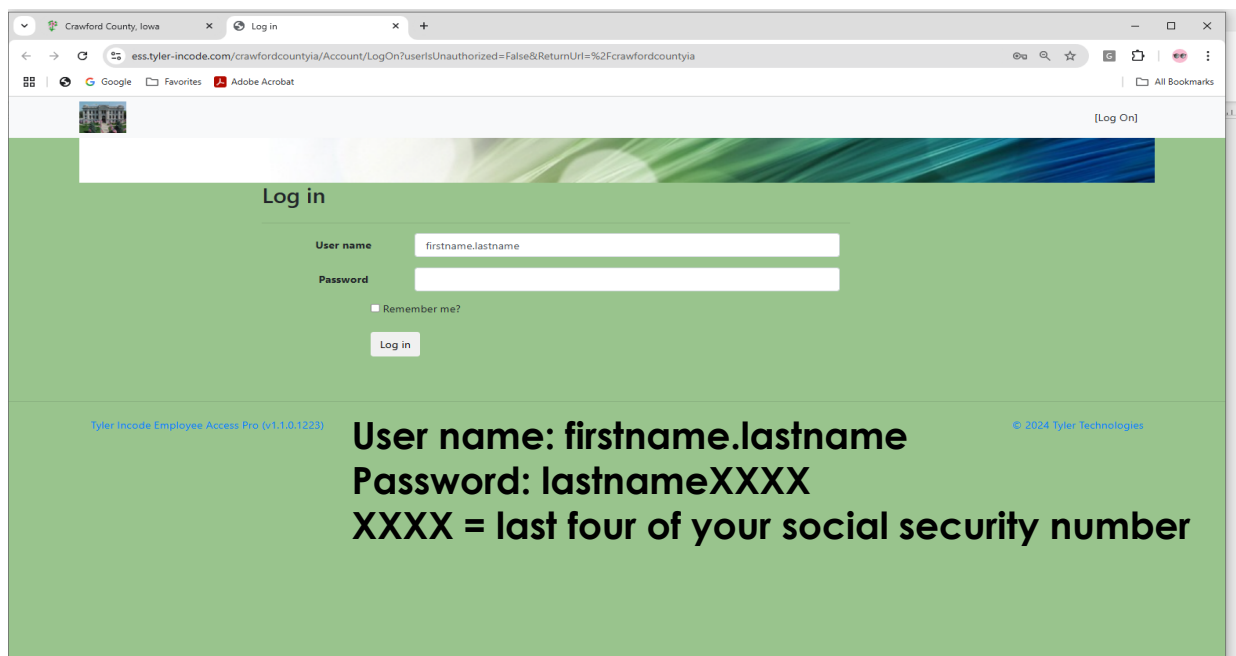 Crawford County, Iowa
Log in
ess.tyler-incode.com/crawfordcountyia/Account/LogOn?userIsUnauthorized=False&ReturnUrl=%2Fcrawfordcountyia
G
Google
Favorites
Adobe Acrobat
All Bookmarks
[Log On]
Log in
User name
firstname.lastname
Password
Remember me?
Log in
Tyler Incode Employee Access Pro (v1.1.0.1223)
© 2024 Tyler Technologies
User name: firstname.lastname
Password: lastnameXXXX
XXXX = last four of your social security number